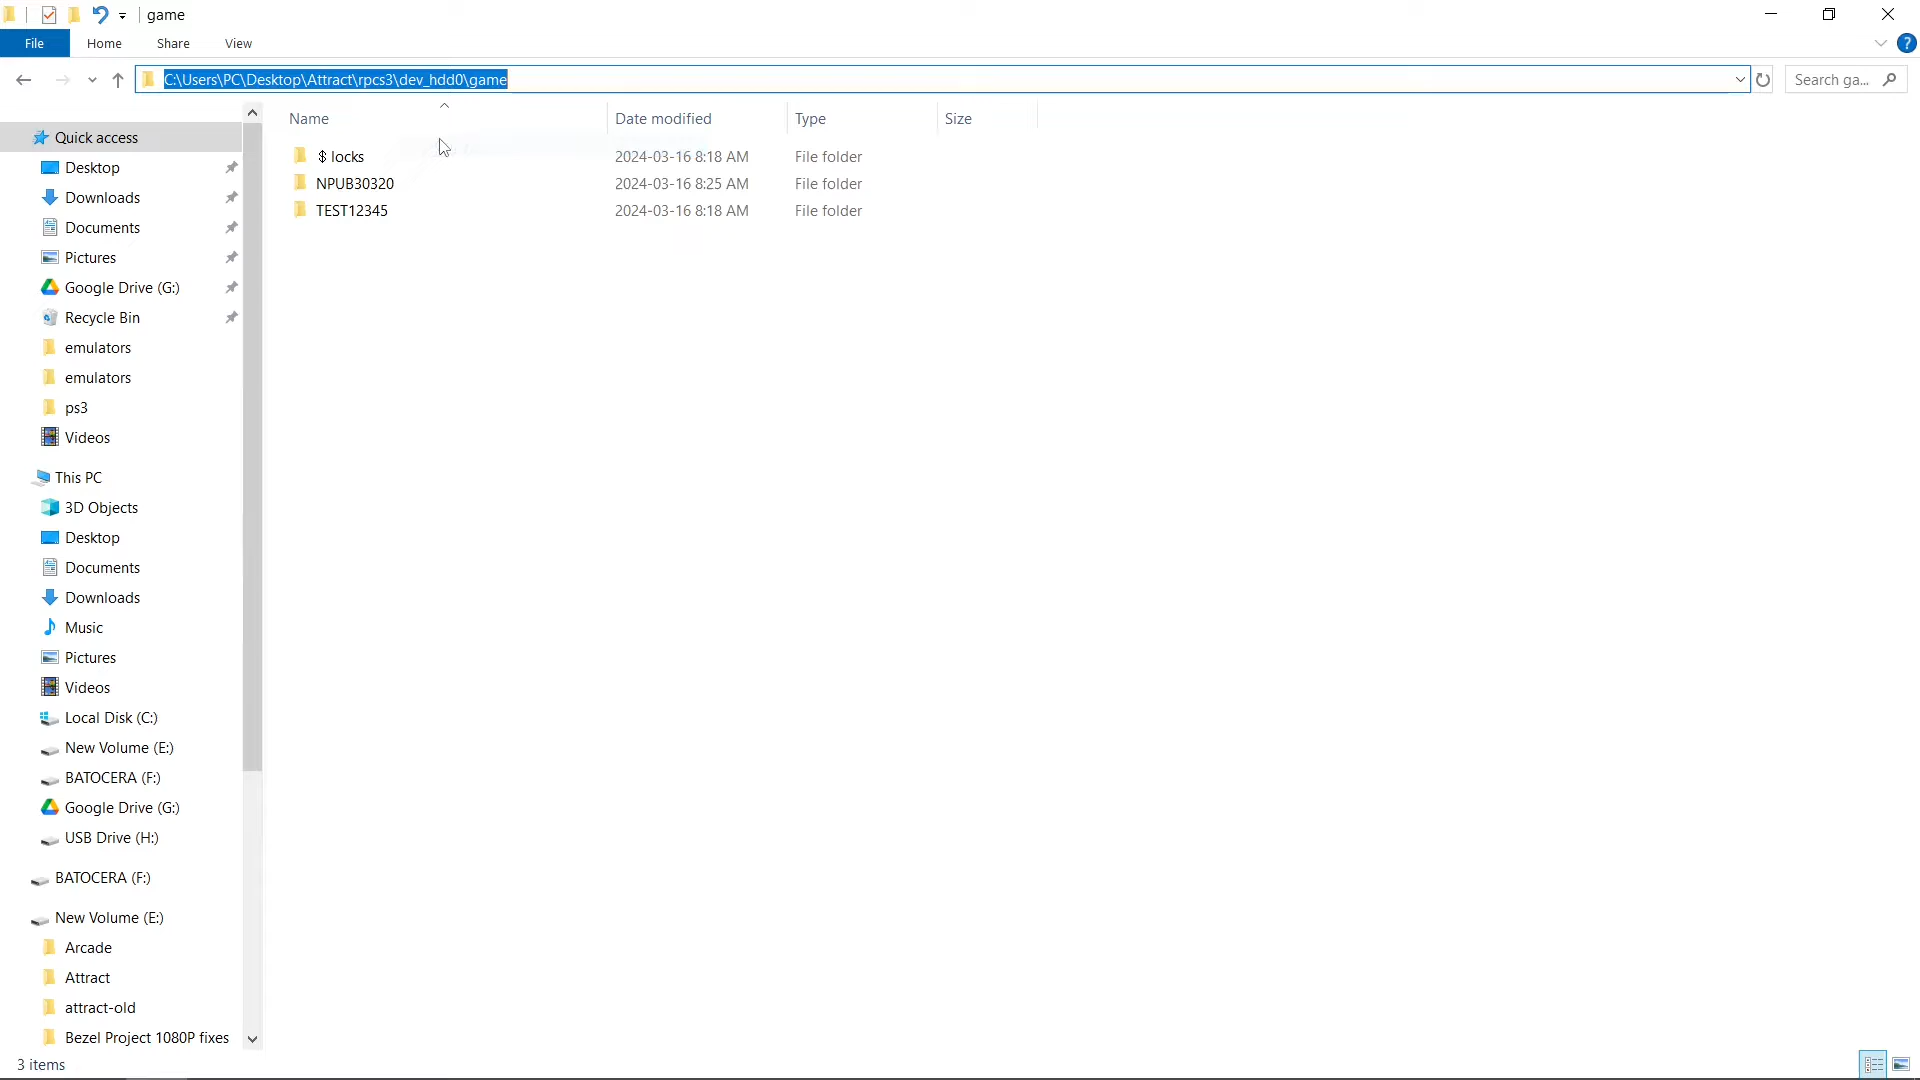 game
File Home Share View
C:\Users\PC\Desktop\Attract\rpcs3\dev_hdd0\game
Search ga...
Name Date modified Type Size
$ locks 2024-03-16 8:18 AM File folder
NPUB30320 2024-03-16 8:25 AM File folder
TEST12345 2024-03-16 8:18 AM File folder
Quick access
Desktop
Downloads
Documents
Pictures
Google Drive (G:)
Recycle Bin
emulators
emulators
ps3
Videos
This PC
3D Objects
Desktop
Documents
Downloads
Music
Pictures
Videos
Local Disk (C:)
New Volume (E:)
BATOCERA (F:)
Google Drive (G:)
USB Drive (H:)
BATOCERA (F:)
New Volume (E:)
Arcade
Attract
attract-old
Bezel Project 1080P fixes
3 items